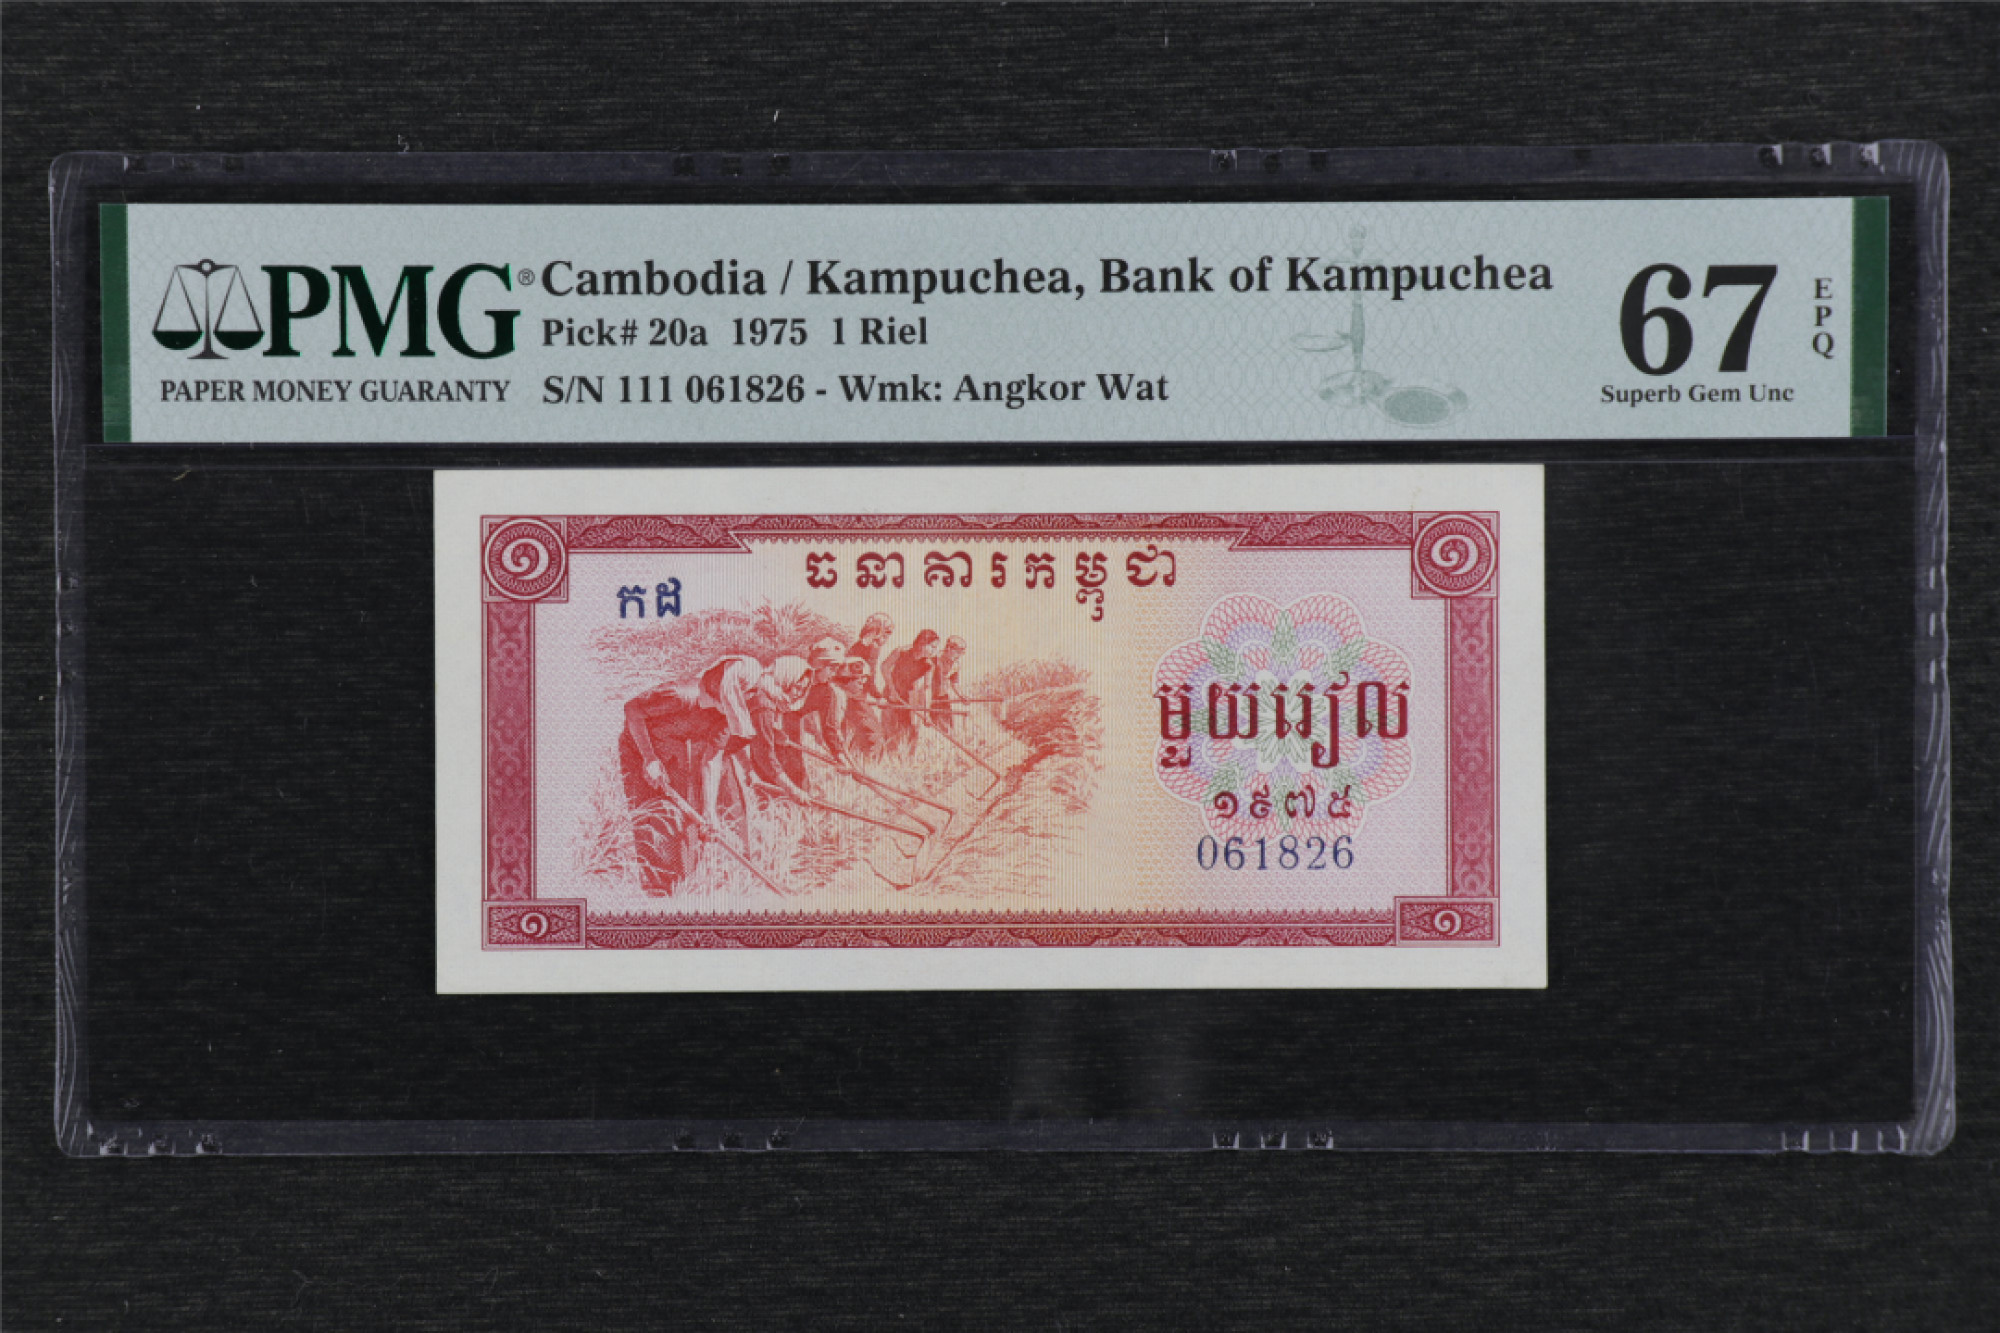 PMG® Cambodia / Kampuchea, Bank of Kampuchea
Pick# 20a 1975 1 Riel
PAPER MONEY GUARANTY S/N 111 061826 - Wmk: Angkor Wat
67
EPQ
Superb Gem Unc
១ ១
ធនាគារកម្ពុជា
កដ
មួយរៀល
១៩៧៥
061826
១ ១